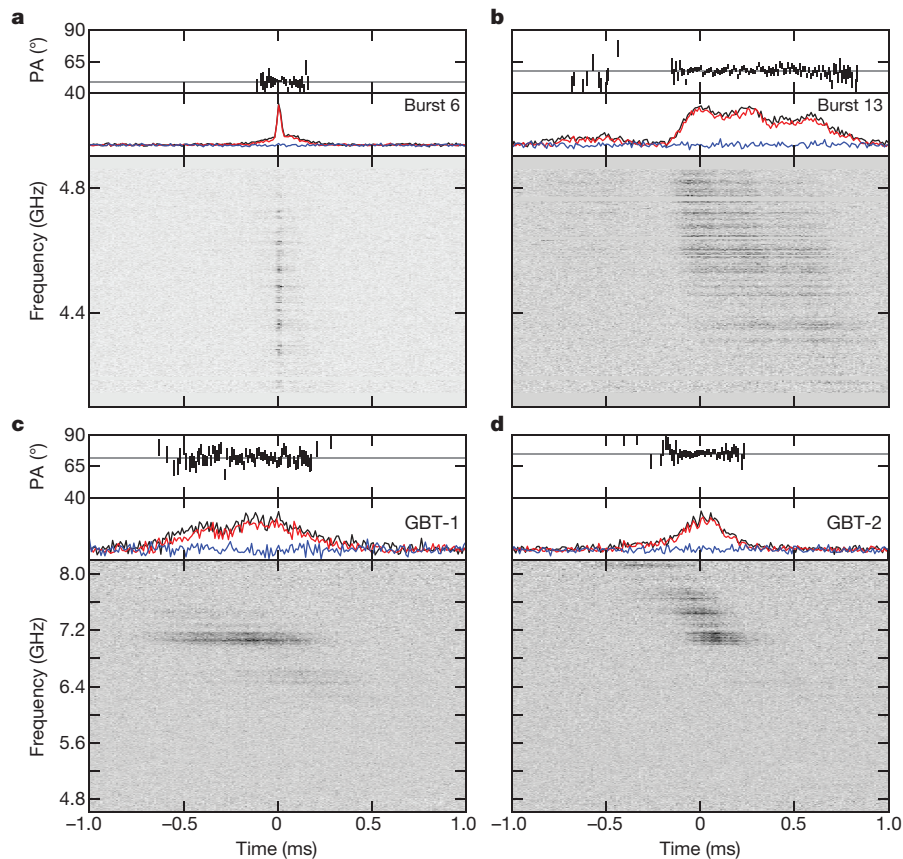 a
b
90
65
40
PA (°)
Burst 6
Burst 13
4.8
4.4
Frequency (GHz)
c
d
90
65
40
PA (°)
GBT-1
GBT-2
8.0
7.2
6.4
5.6
4.8
Frequency (GHz)
–1.0 –0.5 0 0.5 1.0 –0.5 0 0.5 1.0
Time (ms) Time (ms)